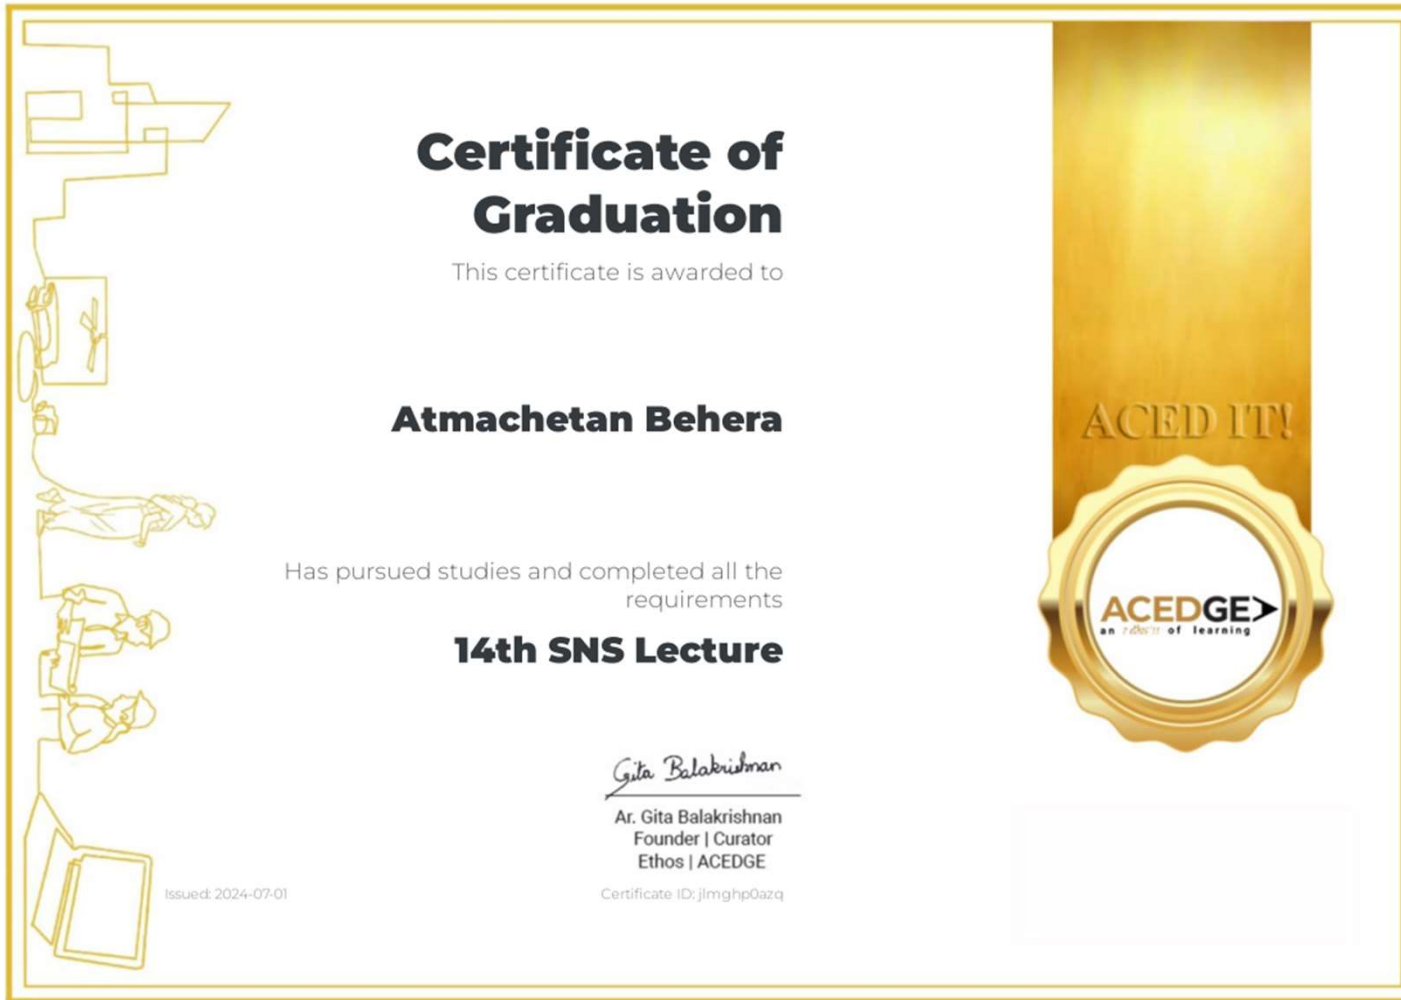 Certificate of
Graduation
This certificate is awarded to
Atmachetan Behera
Has pursued studies and completed all the
requirements
14th SNS Lecture
Gita Balakrishnan
Ar. Gita Balakrishnan
Founder | Curator
Ethos | ACEDGE
Issued: 2024-07-01
Certificate ID: jlmghp0azq
ACED IT!
ACEDGE
an of learning